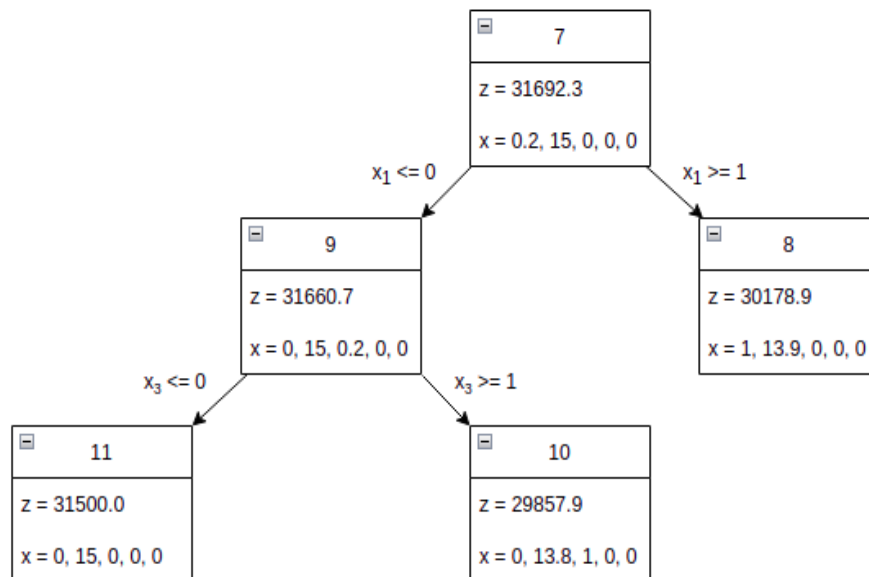 7
z = 31692.3
x = 0.2, 15, 0, 0, 0
x1 <= 0
x1 >= 1
9
z = 31660.7
x = 0, 15, 0.2, 0, 0
8
z = 30178.9
x = 1, 13.9, 0, 0, 0
x3 <= 0
x3 >= 1
11
z = 31500.0
x = 0, 15, 0, 0, 0
10
z = 29857.9
x = 0, 13.8, 1, 0, 0